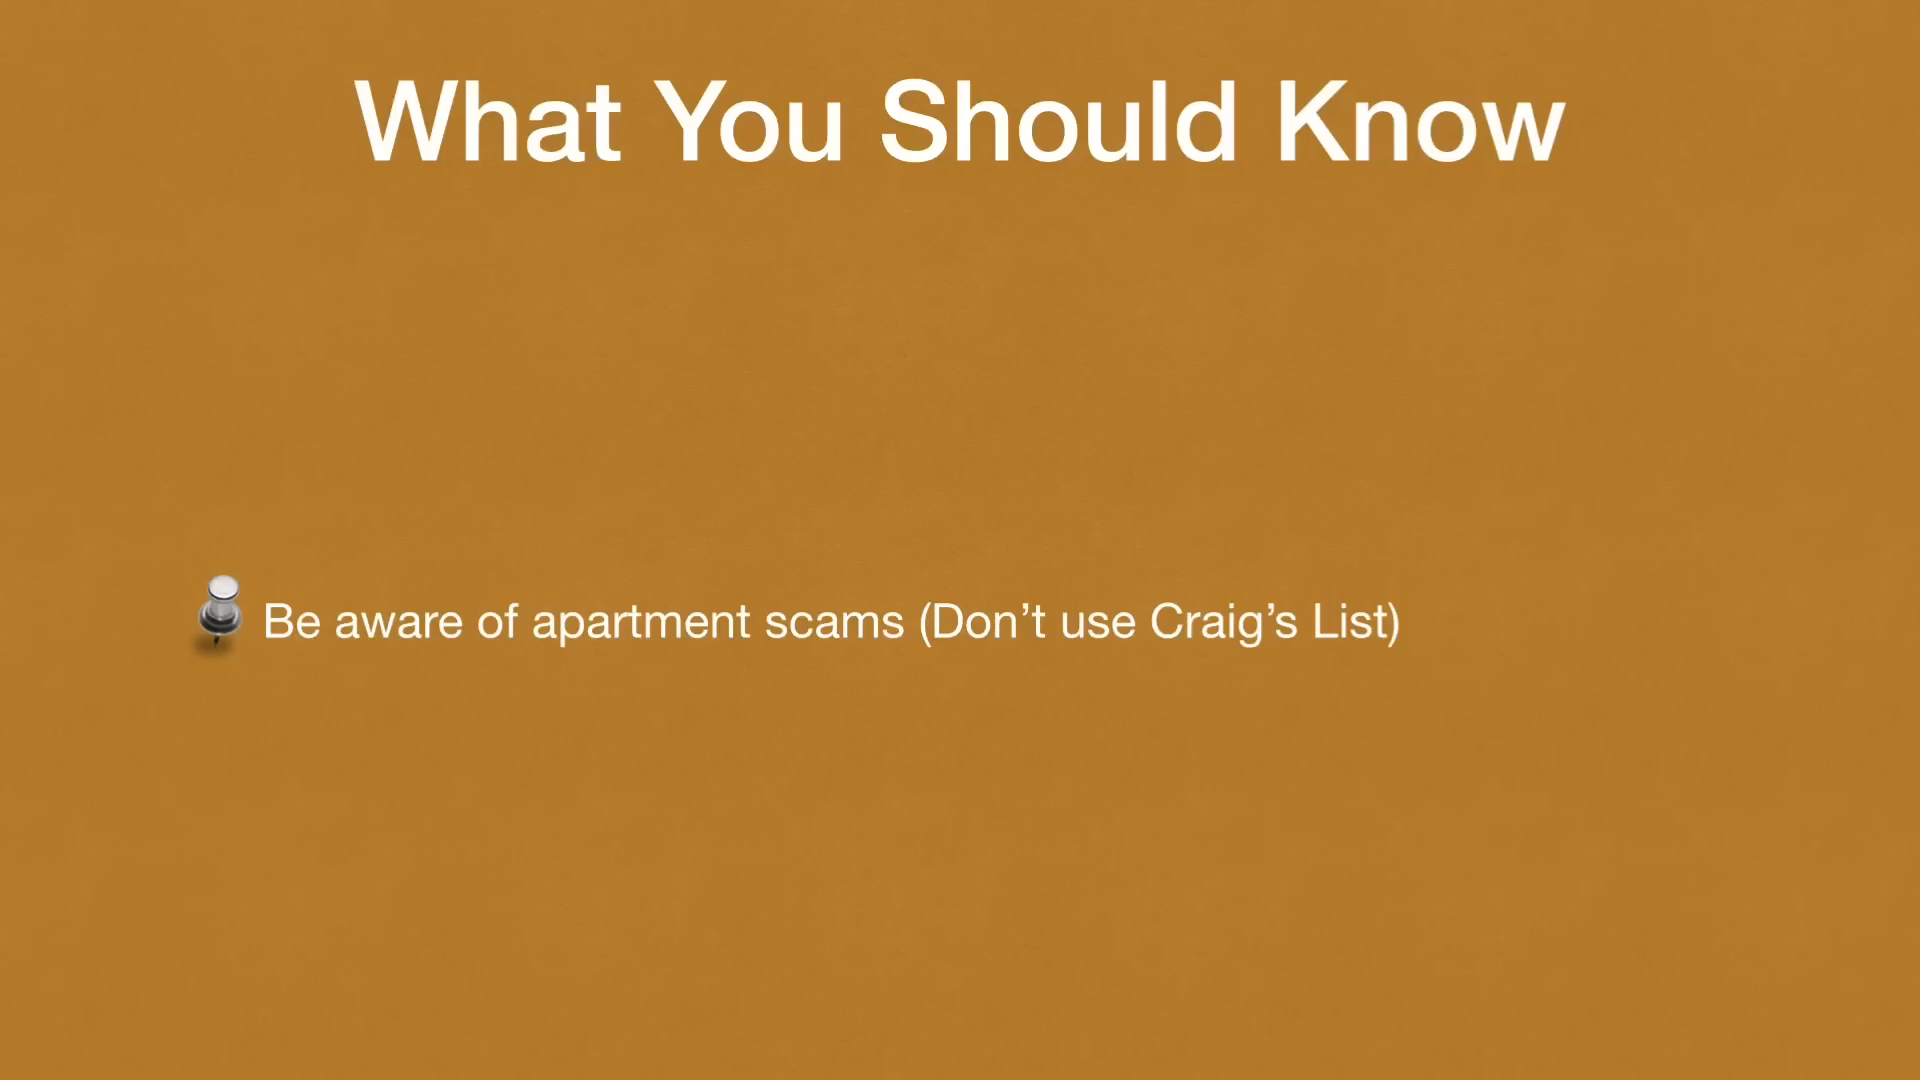 What You Should Know
Be aware of apartment scams (Don’t use Craig’s List)